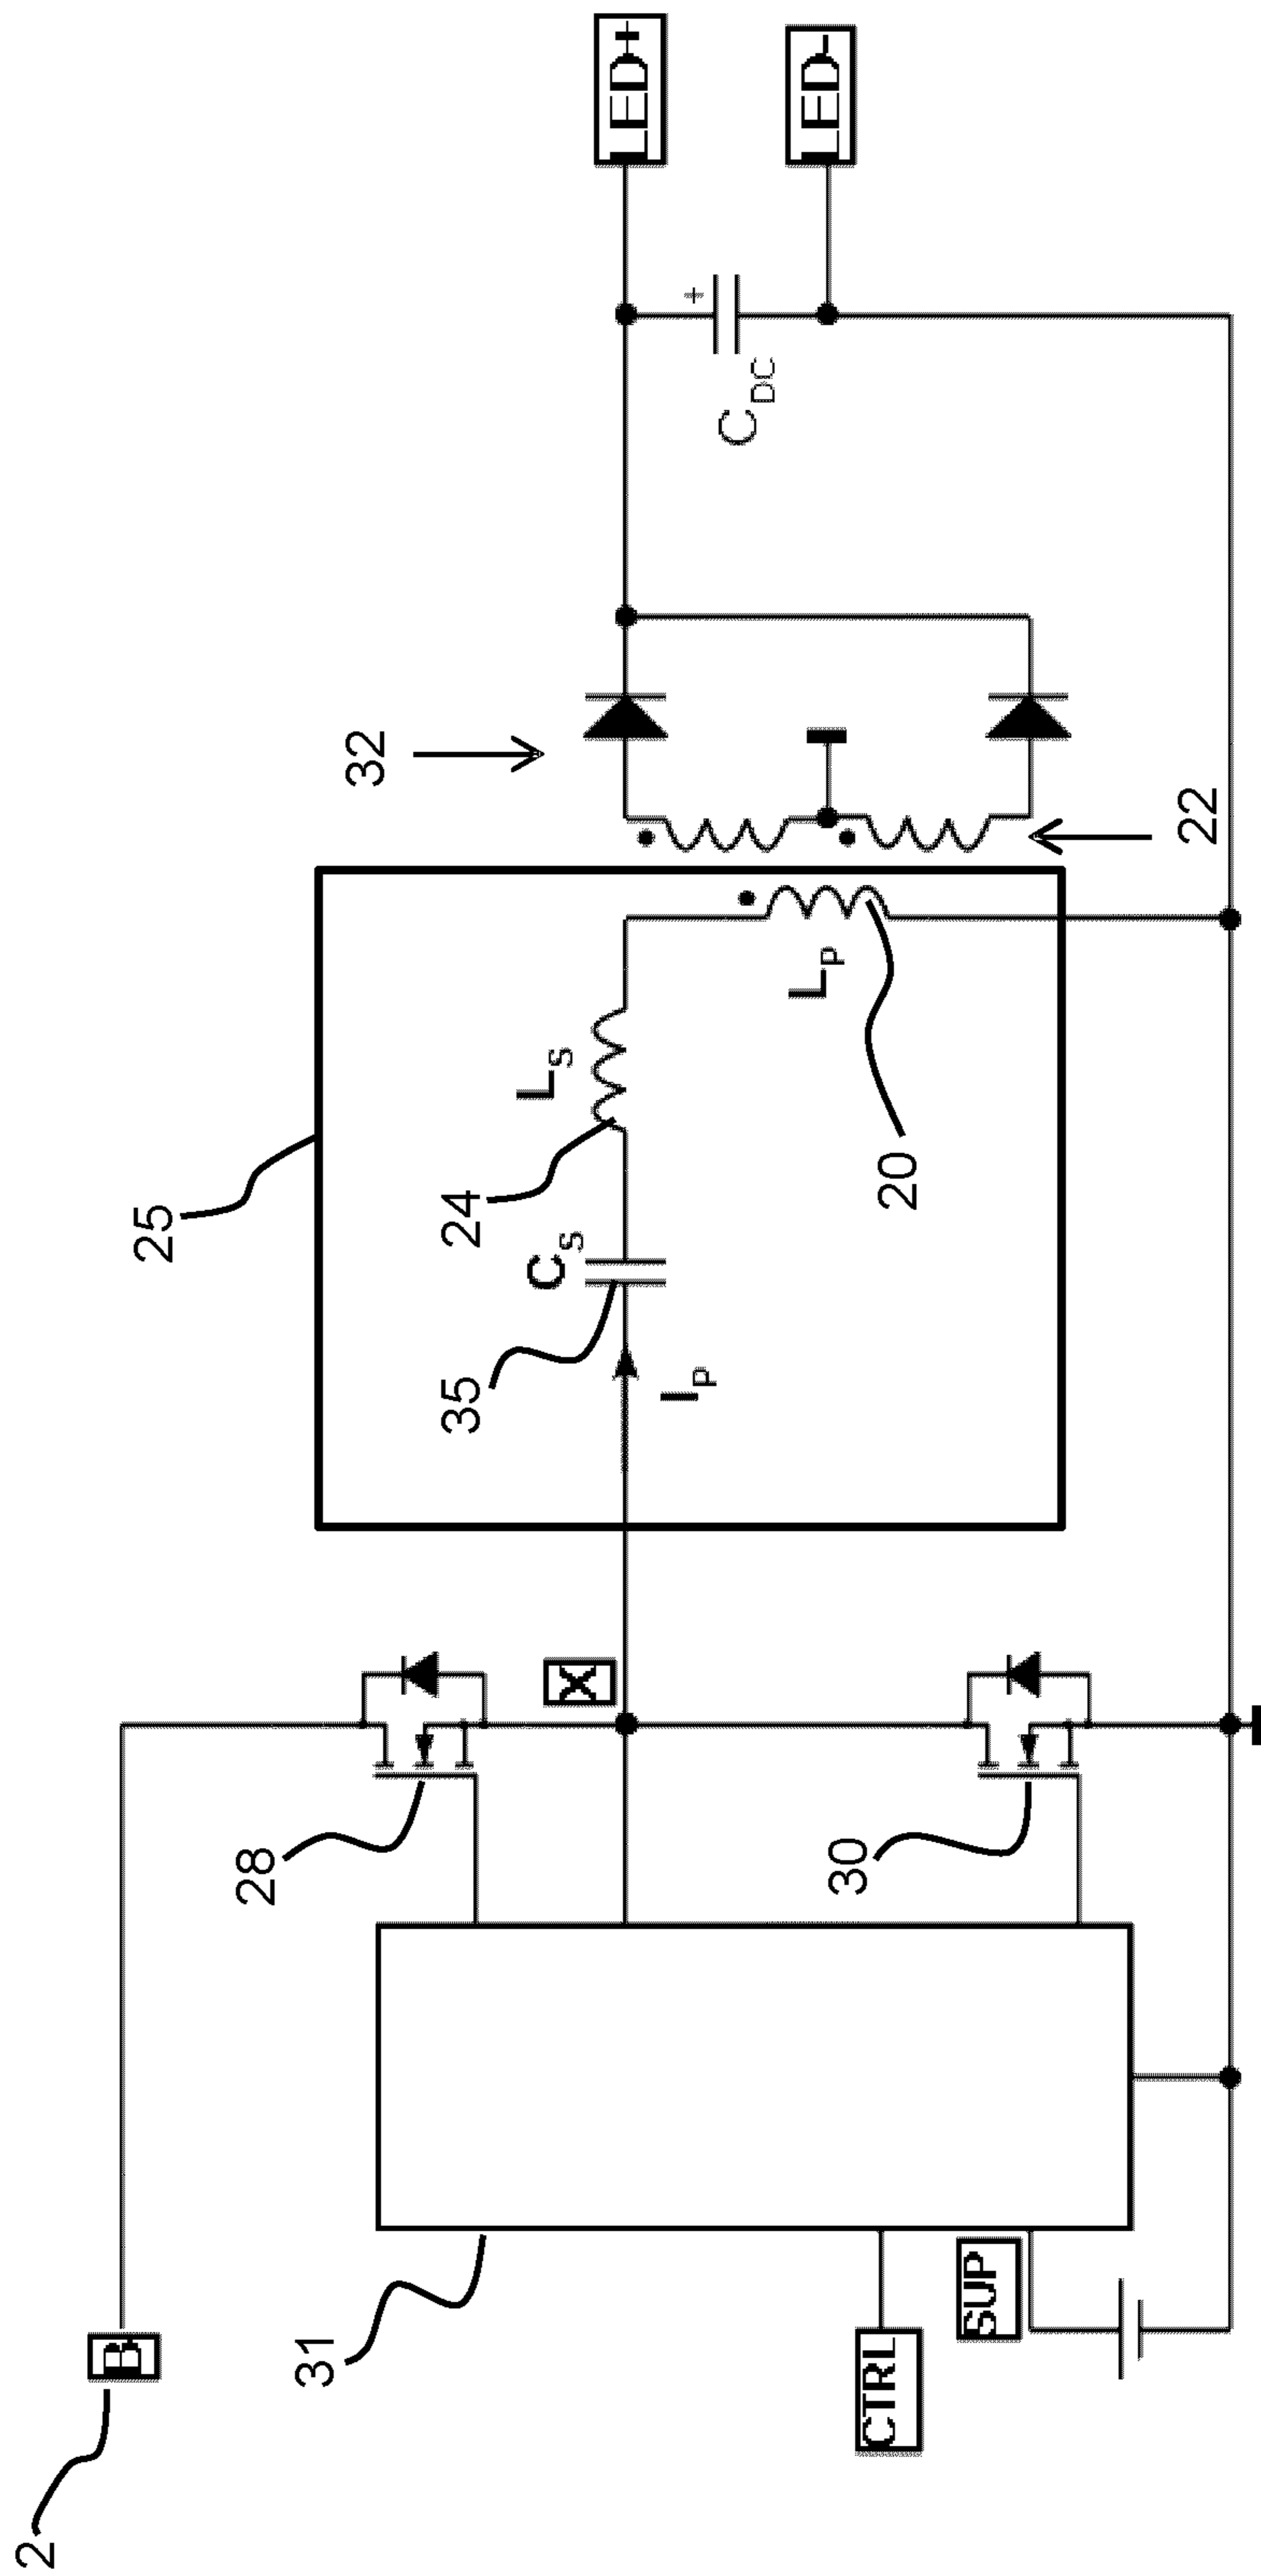 2
B
25
28
31
32
35
24
C_S
L_S
X
LED+
I_P
+
C_DC
L_P
LED-
30
CTRL
20
SUP
22